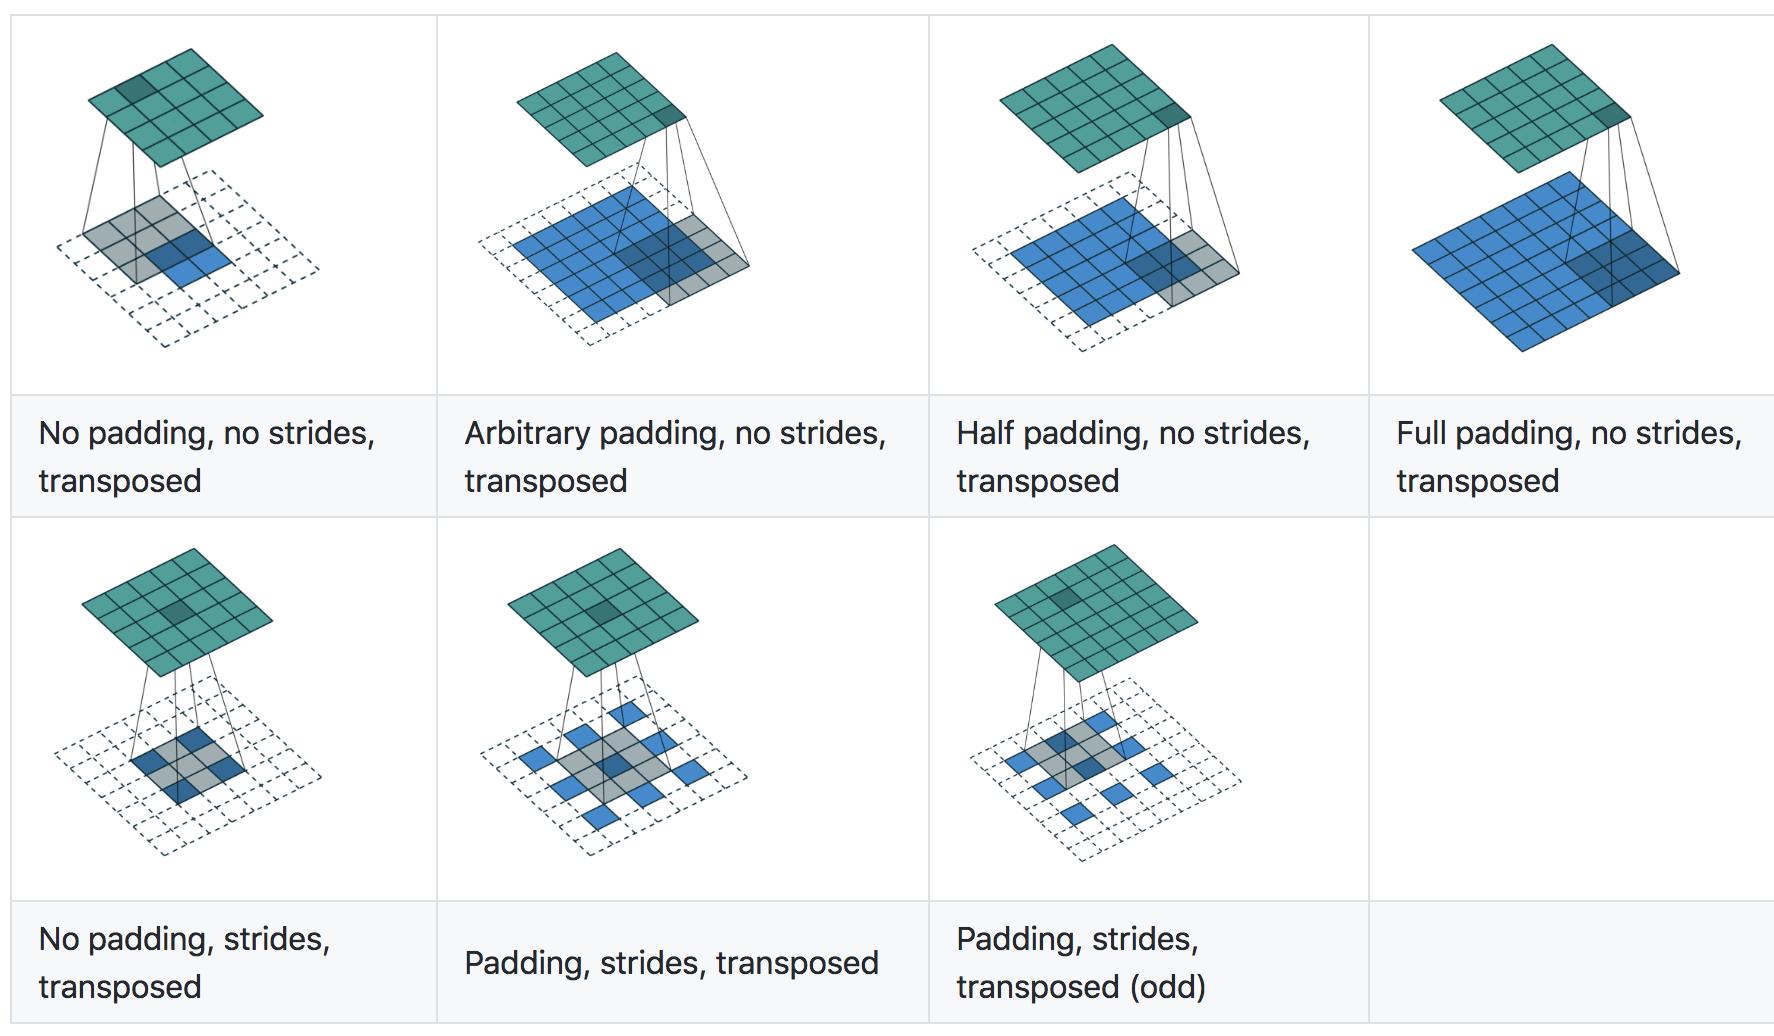 No padding, no strides,
transposed
Arbitrary padding, no strides,
transposed
Half padding, no strides,
transposed
Full padding, no strides,
transposed
No padding, strides,
transposed
Padding, strides, transposed
Padding, strides,
transposed (odd)